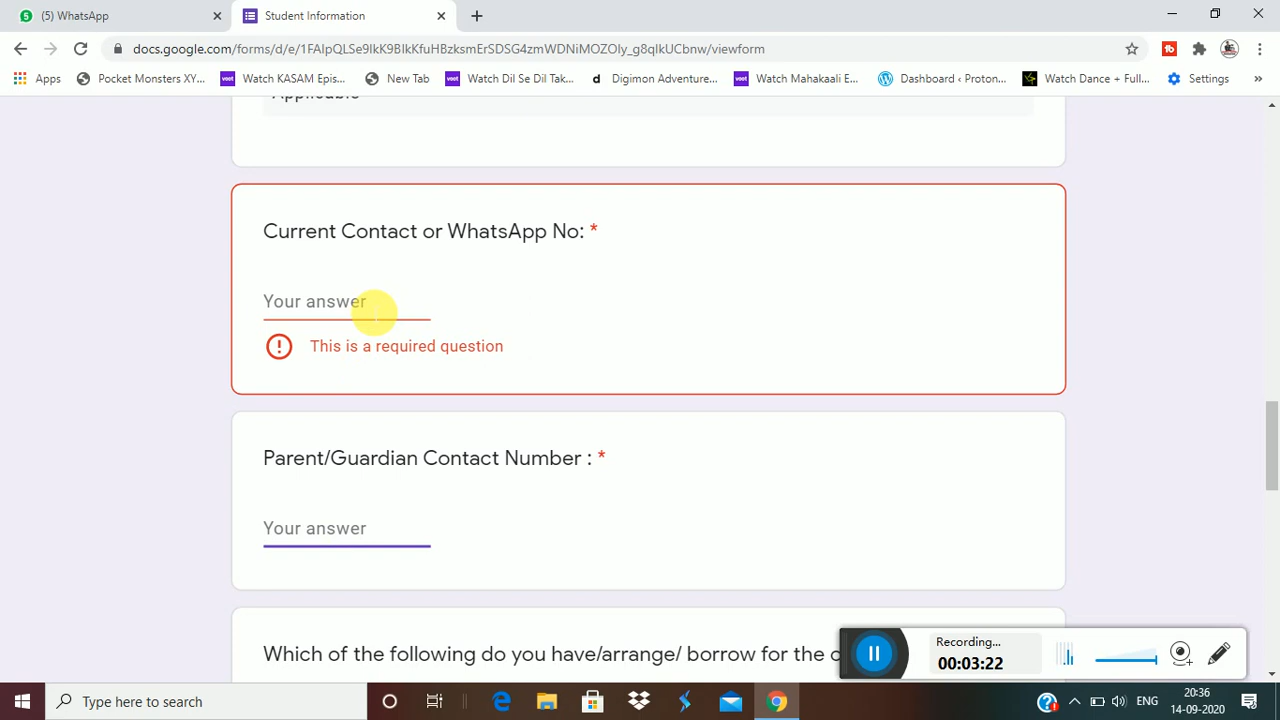 (5) WhatsApp
Student Information
docs.google.com/forms/d/e/1FAIpQLSe9IkK9BIkKfuHBzksmErSDSG4zmWDNiMOZOIy_g8qIkUCbnw/viewform
Apps
Pocket Monsters XY...
Watch KASAM Epis...
New Tab
Watch Dil Se Dil Tak...
Digimon Adventure...
Watch Mahakaali E...
Dashboard ‹ Proton...
Watch Dance + Full...
Settings
»
Applicable
Current Contact or WhatsApp No: *
Your answer
This is a required question
Parent/Guardian Contact Number : *
Your answer
Which of the following do you have/arrange/ borrow for the
Recording...
00:03:22
Type here to search
ENG
20:36
14-09-2020